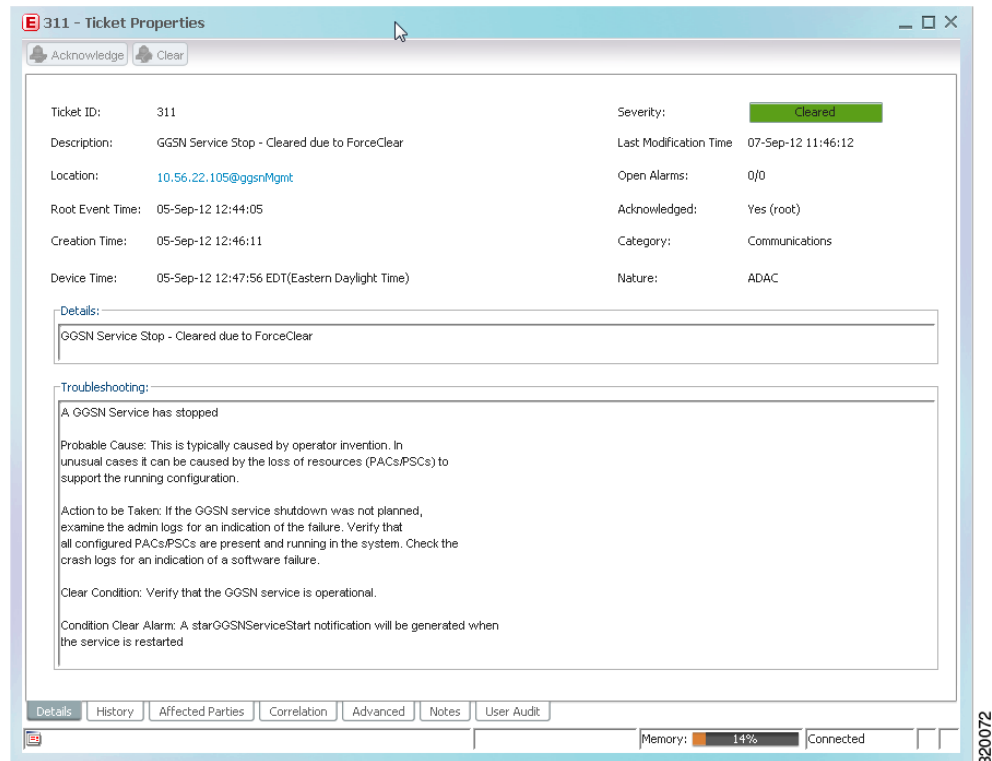 E 311 - Ticket Properties
Acknowledge Clear
Ticket ID: 311 Severity: Cleared
Description: GGSN Service Stop - Cleared due to ForceClear Last Modification Time 07-Sep-12 11:46:12
Location: 10.56.22.105@ggsnMgmt Open Alarms: 0/0
Root Event Time: 05-Sep-12 12:44:05 Acknowledged: Yes (root)
Creation Time: 05-Sep-12 12:46:11 Category: Communications
Device Time: 05-Sep-12 12:47:56 EDT(Eastern Daylight Time) Nature: ADAC
Details:
GGSN Service Stop - Cleared due to ForceClear
Troubleshooting:
A GGSN Service has stopped
Probable Cause: This is typically caused by operator invention. In
unusual cases it can be caused by the loss of resources (PACs/PSCs) to
support the running configuration.
Action to be Taken: If the GGSN service shutdown was not planned,
examine the admin logs for an indication of the failure. Verify that
all configured PACs/PSCs are present and running in the system. Check the
crash logs for an indication of a software failure.
Clear Condition: Verify that the GGSN service is operational.
Condition Clear Alarm: A starGGSNServiceStart notification will be generated when
the service is restarted
Details History Affected Parties Correlation Advanced Notes User Audit
Memory: 14% Connected
320072